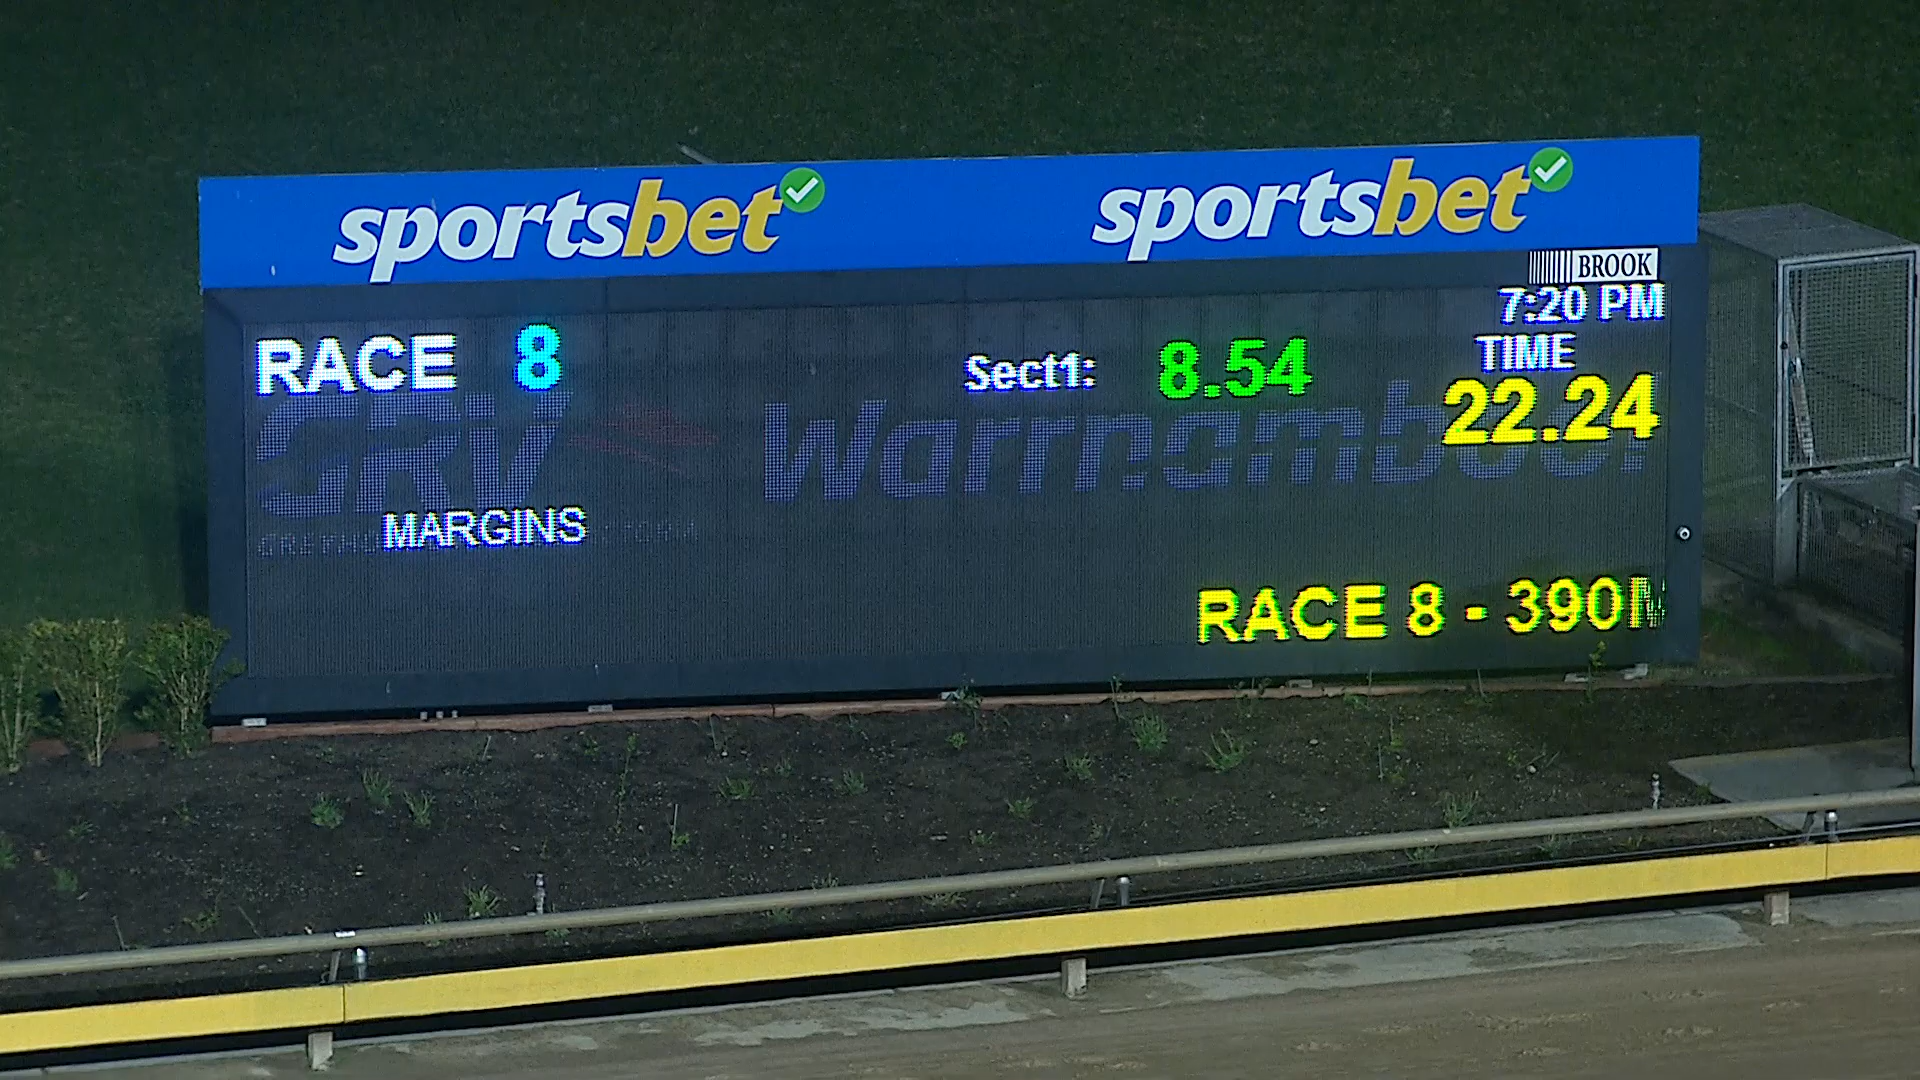 sportsbet sportsbet
BROOK
7:20 PM
RACE 8 Sect1: 8.54 TIME
22.24
GRV Warrnambool
MARGINS
RACE 8 - 390M